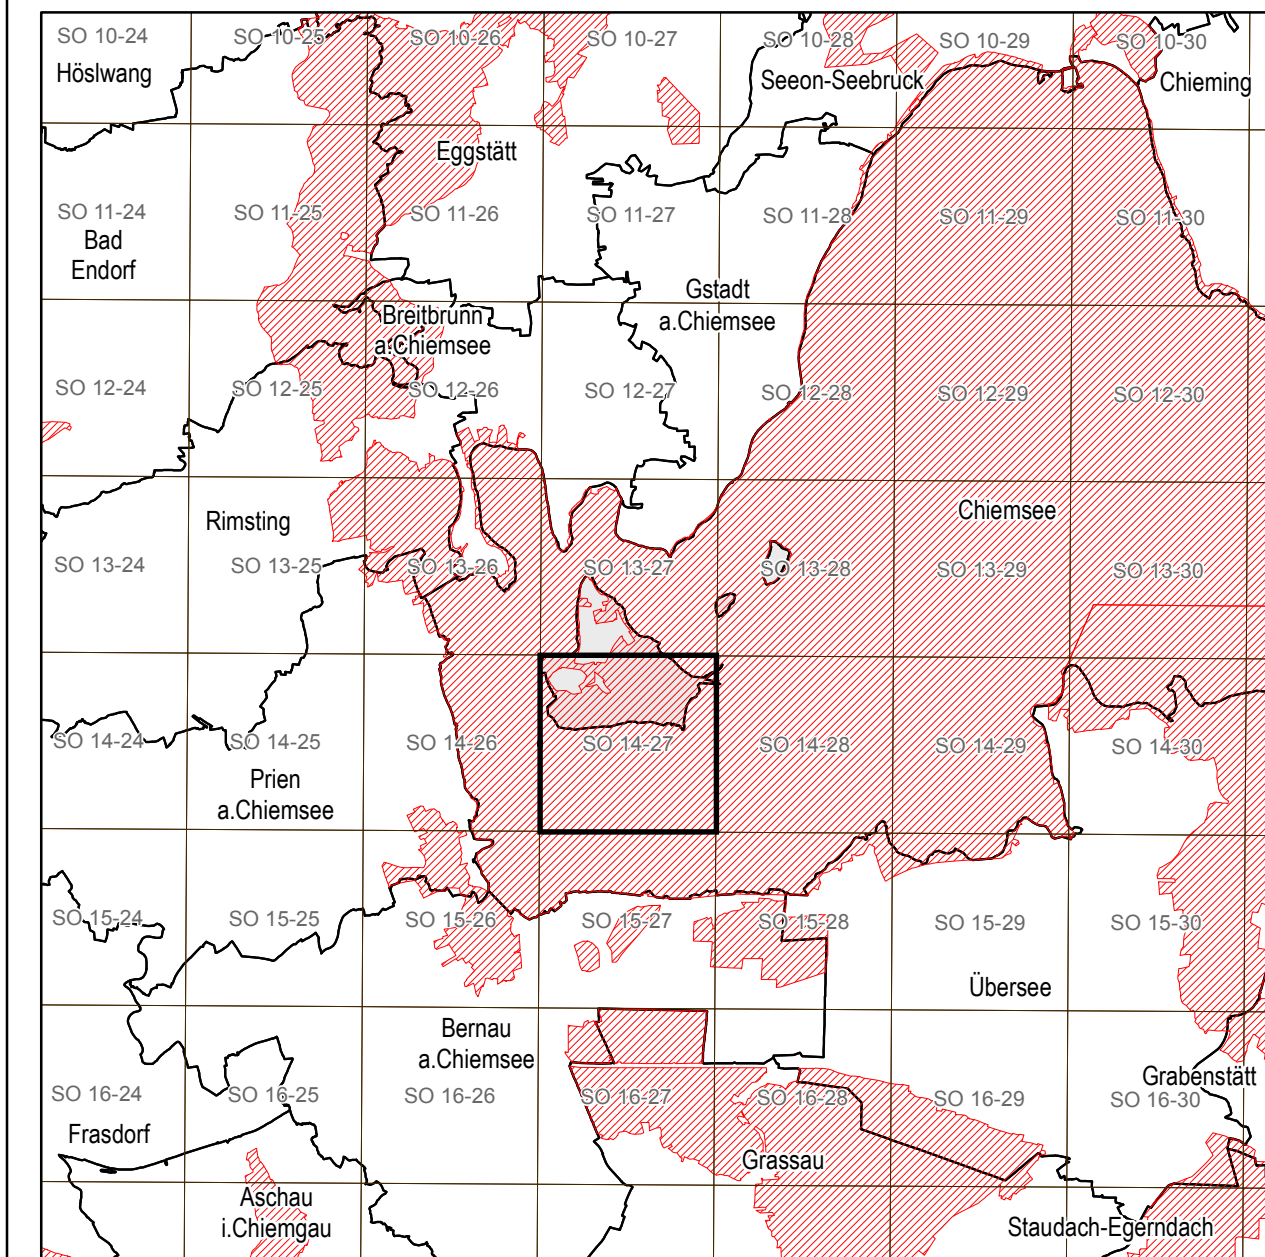 SO 10-24
SO 10-25
SO 10-26
SO 10-27
SO 10-28
SO 10-29
SO 10-30
Höslwang
Seeon-Seebruck
Chieming
Eggstätt
SO 11-24
SO 11-25
SO 11-26
SO 11-27
SO 11-28
SO 11-29
SO 11-30
Bad
Endorf
Gstadt
a.Chiemsee
Breitbrunn
a.Chiemsee
SO 12-24
SO 12-25
SO 12-26
SO 12-27
SO 12-28
SO 12-29
SO 12-30
Rimsting
Chiemsee
SO 13-24
SO 13-25
SO 13-26
SO 13-27
SO 13-28
SO 13-29
SO 13-30
SO 14-24
SO 14-25
SO 14-26
SO 14-27
SO 14-28
SO 14-29
SO 14-30
Prien
a.Chiemsee
SO 15-24
SO 15-25
SO 15-26
SO 15-27
SO 15-28
SO 15-29
SO 15-30
Übersee
Bernau
a.Chiemsee
Grabenstätt
SO 16-24
SO 16-25
SO 16-26
SO 16-27
SO 16-28
SO 16-29
SO 16-30
Frasdorf
Grassau
Aschau
i.Chiemgau
Staudach-Egerndach